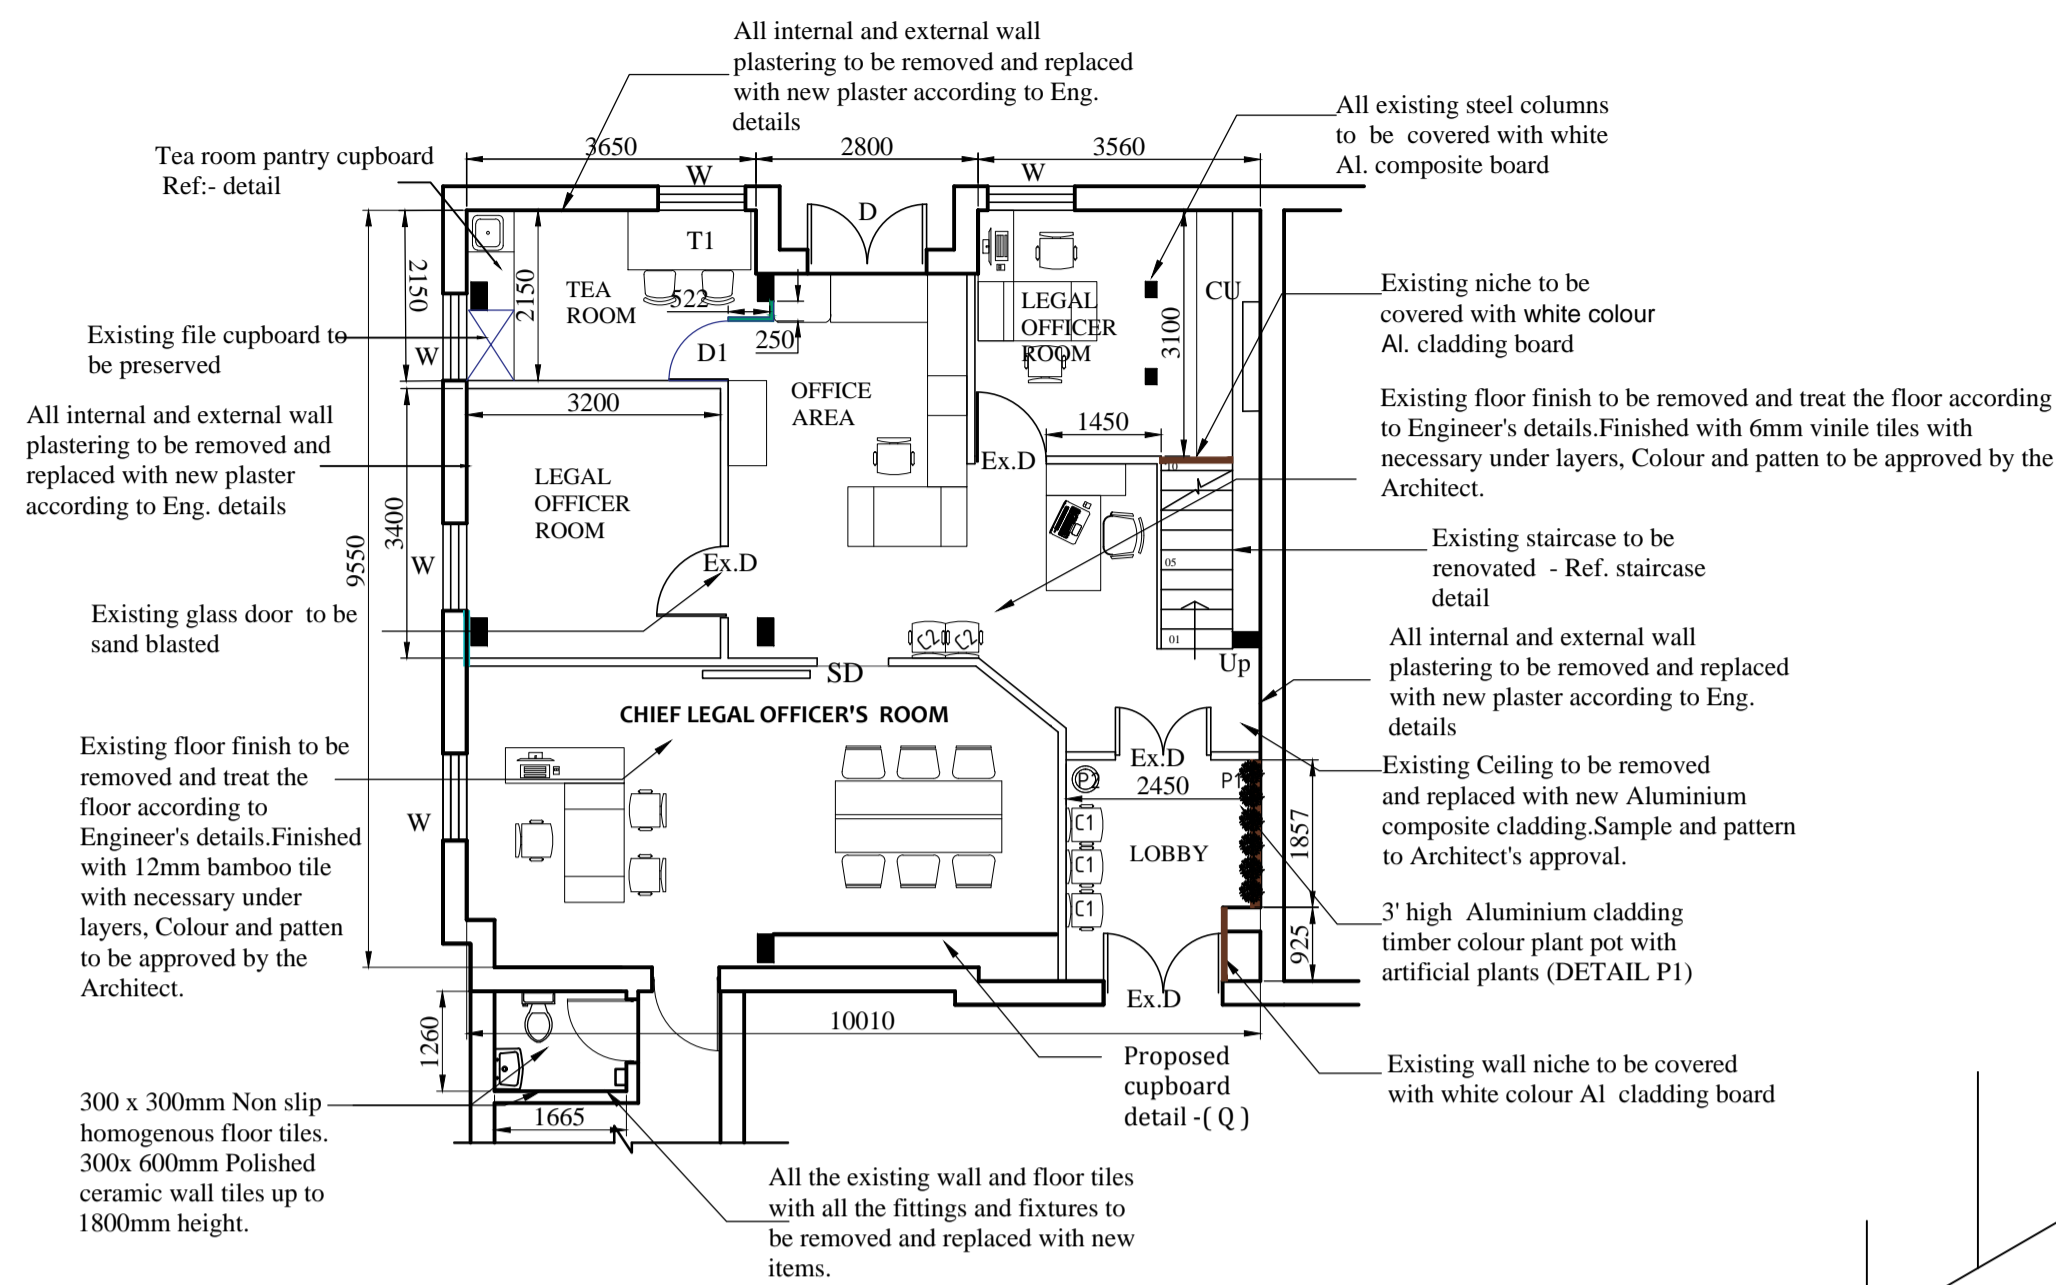 All internal and external wall
plastering to be removed and replaced
with new plaster according to Eng.
details
All existing steel columns
to be covered with white
Al. composite board
Tea room pantry cupboard
Ref:- detail
3650
2800
3560
W
W
D
T1
2150
2150
TEA
ROOM
522
250
D1
LEGAL
OFFICER
ROOM
3100
CU
Existing niche to be
covered with white colour
Al. cladding board
Existing file cupboard to
be preserved
W
OFFICE
AREA
3200
1450
Ex.D
10
Existing floor finish to be removed and treat the floor according
to Engineer's details.Finished with 6mm vinile tiles with
necessary under layers, Colour and patten to be approved by the
Architect.
All internal and external wall
plastering to be removed and
replaced with new plaster
according to Eng. details
LEGAL
OFFICER
ROOM
3400
9550
W
Ex.D
05
01
Up
Existing staircase to be
renovated - Ref. staircase
detail
Existing glass door to be
sand blasted
C2
C2
SD
All internal and external wall
plastering to be removed and replaced
with new plaster according to Eng.
details
CHIEF LEGAL OFFICER'S ROOM
Existing floor finish to be
removed and treat the
floor according to
Engineer's details.Finished
with 12mm bamboo tile
with necessary under
layers, Colour and patten
to be approved by the
Architect.
W
Ex.D
P2
2450
P1
C1
C1
C1
LOBBY
1857
925
Existing Ceiling to be removed
and replaced with new Aluminium
composite cladding.Sample and pattern
to Architect's approval.
3' high Aluminium cladding
timber colour plant pot with
artificial plants (DETAIL P1)
Ex.D
10010
1260
1665
Proposed
cupboard
detail -( Q )
Existing wall niche to be covered
with white colour Al cladding board
300 x 300mm Non slip
homogenous floor tiles.
300x 600mm Polished
ceramic wall tiles up to
1800mm height.
All the existing wall and floor tiles
with all the fittings and fixtures to
be removed and replaced with new
items.